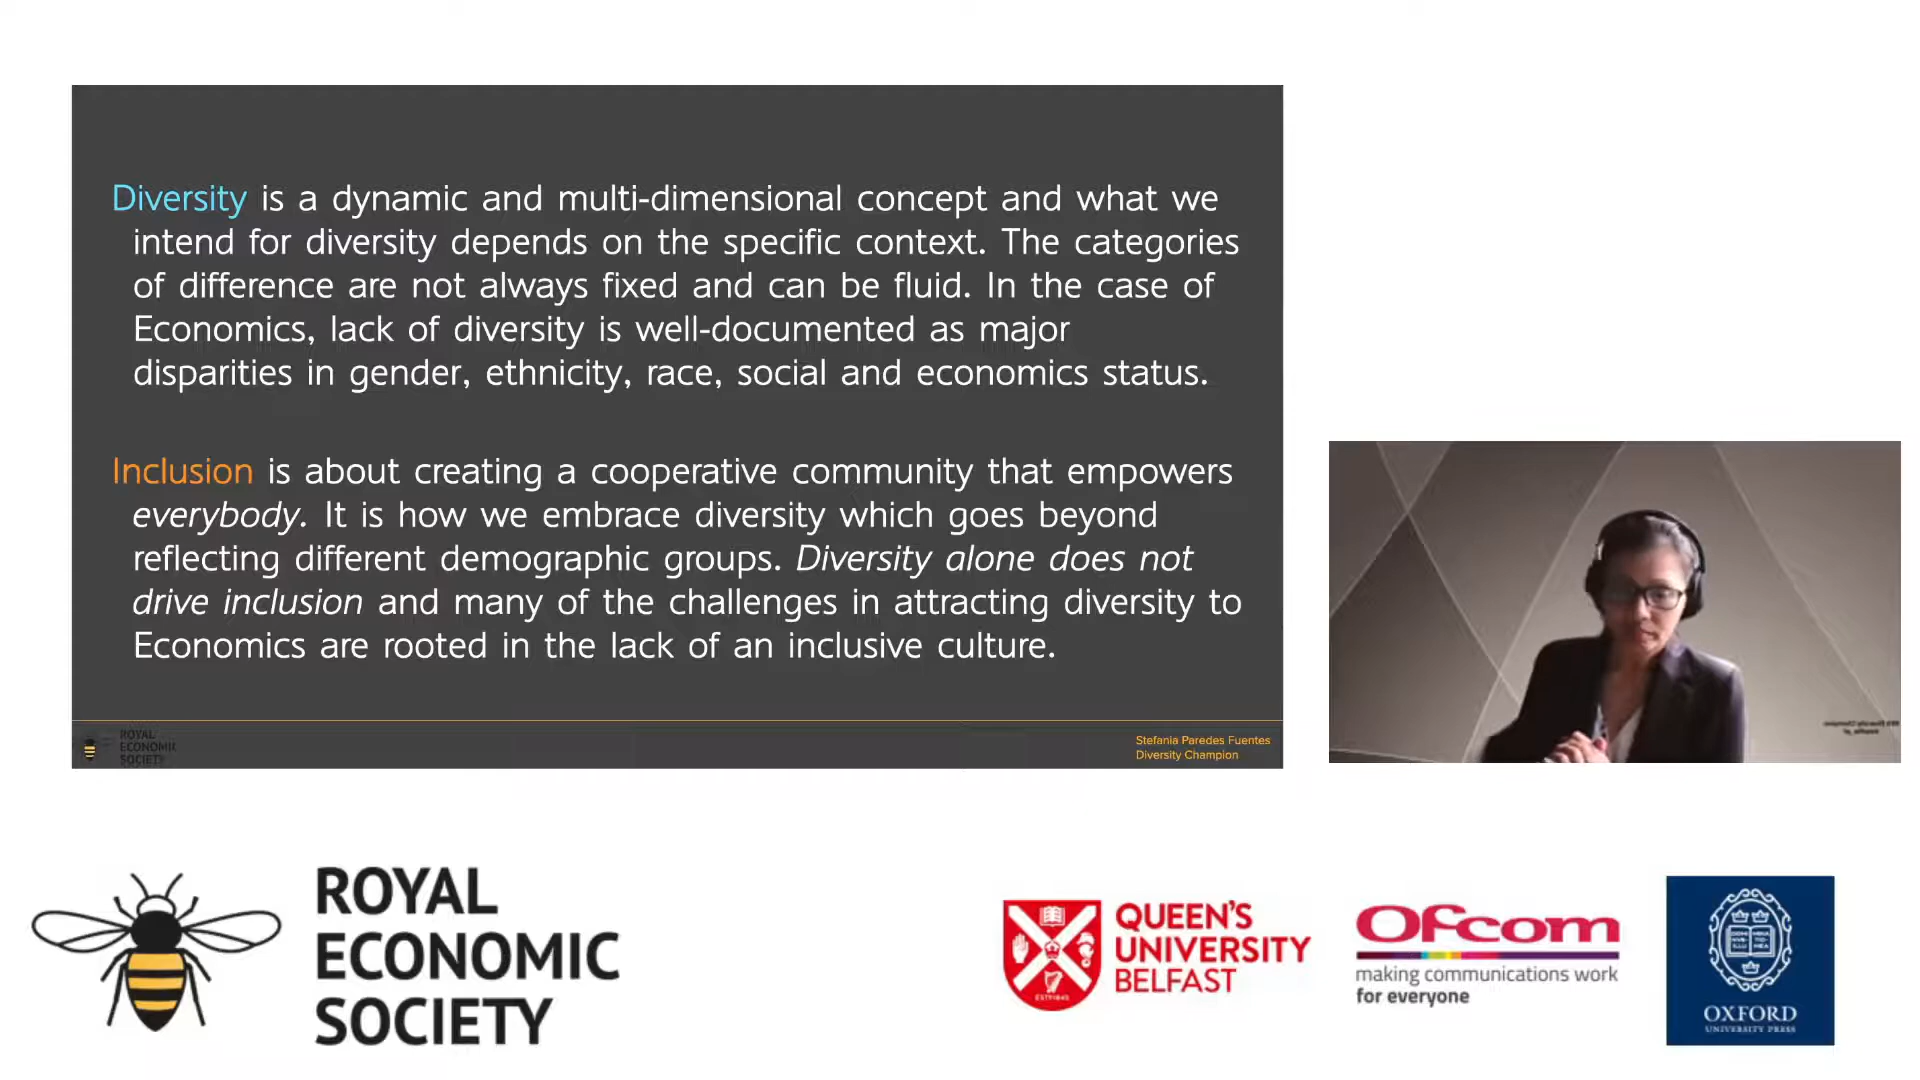 Diversity is a dynamic and multi-dimensional concept and what we
intend for diversity depends on the specific context. The categories
of difference are not always fixed and can be fluid. In the case of
Economics, lack of diversity is well-documented as major
disparities in gender, ethnicity, race, social and economics status.
Inclusion is about creating a cooperative community that empowers
everybody. It is how we embrace diversity which goes beyond
reflecting different demographic groups. Diversity alone does not
drive inclusion and many of the challenges in attracting diversity to
Economics are rooted in the lack of an inclusive culture.
ROYAL
ECONOMIC
SOCIETY
Stefania Paredes Fuentes
Diversity Champion
ROYAL
ECONOMIC
SOCIETY
QUEEN'S
UNIVERSITY
BELFAST
ESTD1845
Ofcom
making communications work
for everyone
OXFORD
UNIVERSITY PRESS